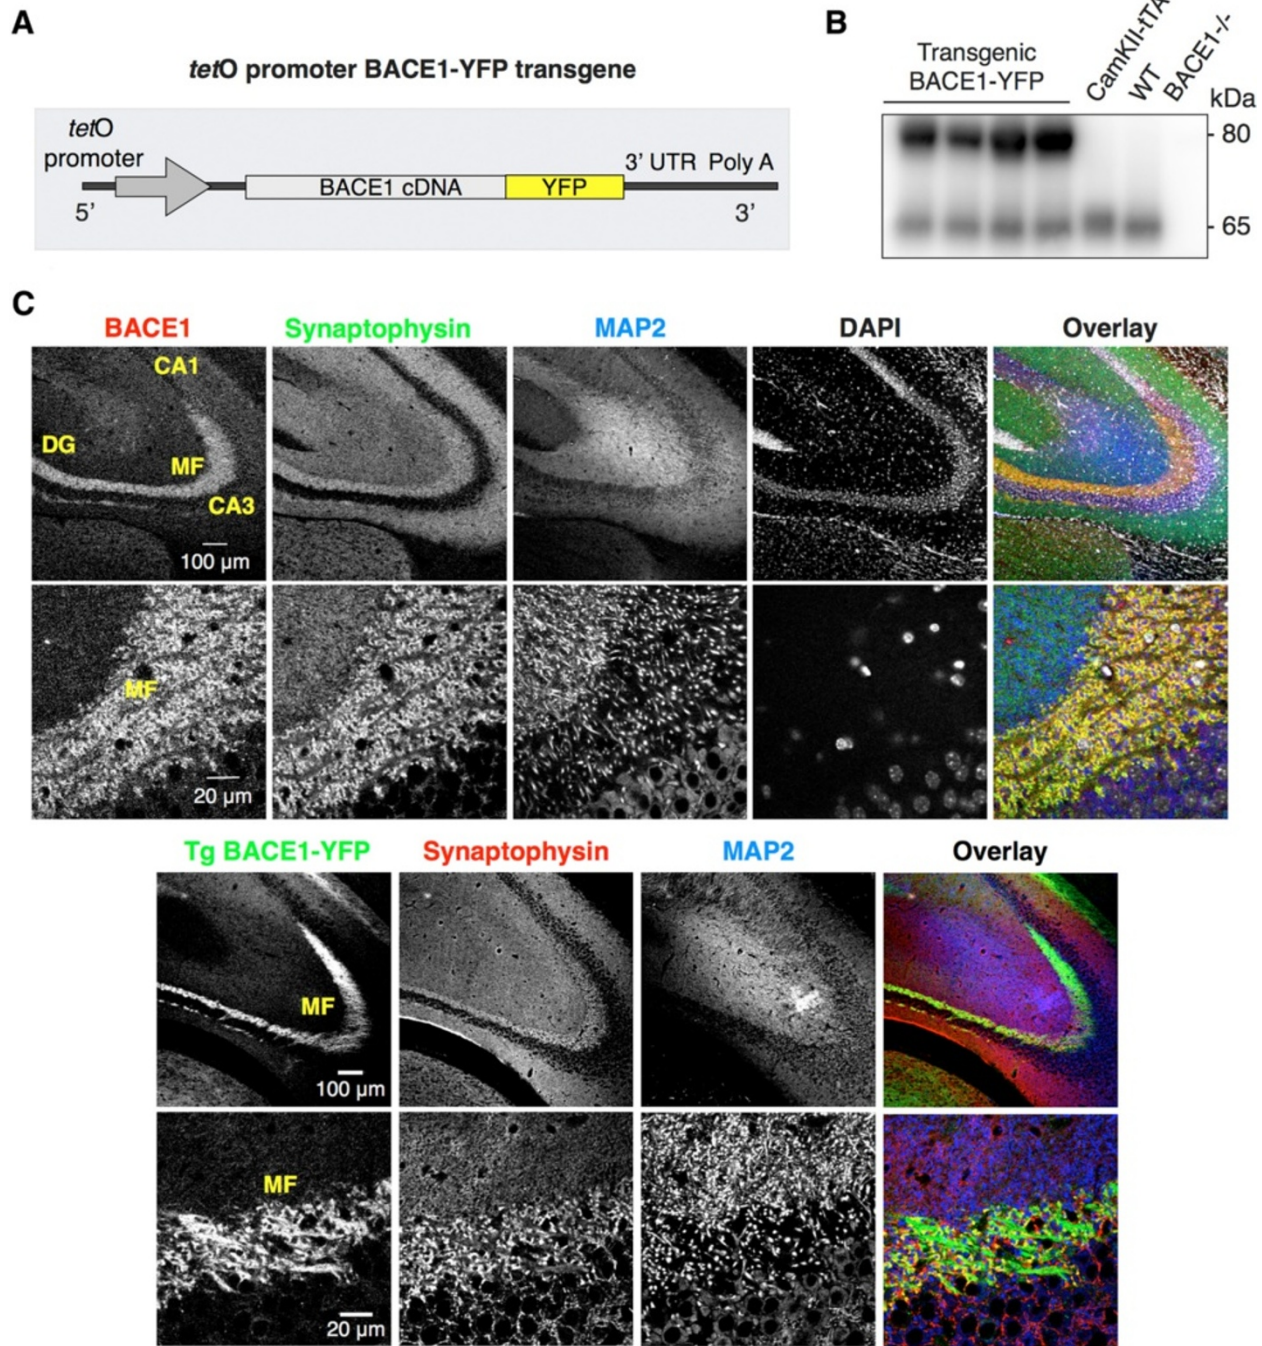 A
tetO promoter BACE1-YFP transgene
tetO
promoter
BACE1 cDNA
YFP
3’ UTR Poly A
5’
3’
B
Transgenic
BACE1-YFP
CamKII-tTA
WT
BACE1-/-
kDa
80
65
C
BACE1 Synaptophysin MAP2 DAPI Overlay
CA1
DG
MF
CA3
100 µm
MF
20 µm
Tg BACE1-YFP Synaptophysin MAP2 Overlay
MF
100 µm
MF
20 µm